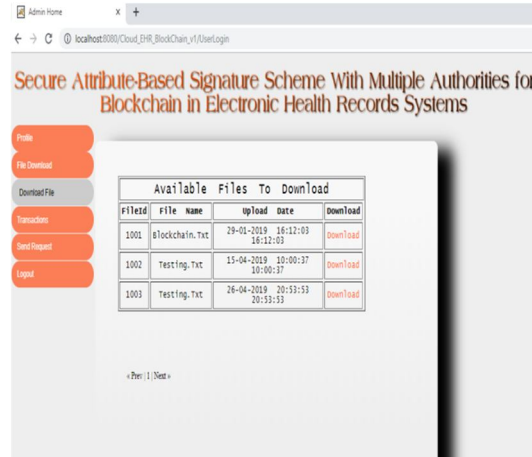 Admin Home
localhost:8080/Cloud_EHR_BlockChain_v1/UserLogin
Secure Attribute-Based Signature Scheme With Multiple Authorities for
Blockchain in Electronic Health Records Systems
Profile
File Download
Download File
Transactions
Send Request
Logout
Available Files To Download
FileId File Name Upload Date Download
1001 Blockchain.Txt 29-01-2019 16:12:03 Download
16:12:03
1002 Testing.Txt 15-04-2019 10:00:37 Download
10:00:37
1003 Testing.Txt 26-04-2019 20:53:53 Download
20:53:53
« Prev | 1 | Next »